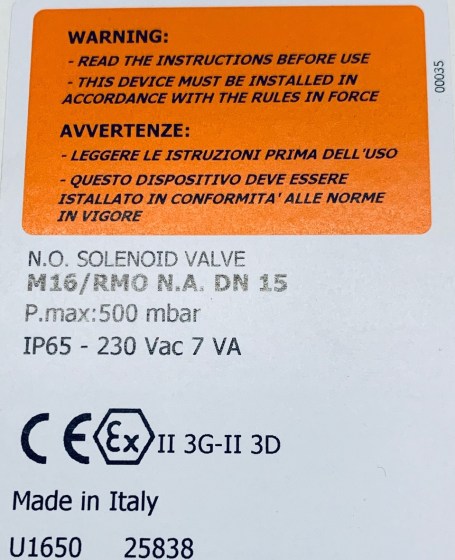 WARNING:
- READ THE INSTRUCTIONS BEFORE USE
- THIS DEVICE MUST BE INSTALLED IN
ACCORDANCE WITH THE RULES IN FORCE
AVVERTENZE:
- LEGGERE LE ISTRUZIONI PRIMA DELL'USO
- QUESTO DISPOSITIVO DEVE ESSERE
ISTALLATO IN CONFORMITA' ALLE NORME
IN VIGORE
00035
N.O. SOLENOID VALVE
M16/RMO N.A. DN 15
P.max:500 mbar
IP65 - 230 Vac 7 VA
CE Ex II 3G-II 3D
Made in Italy
U1650 25838